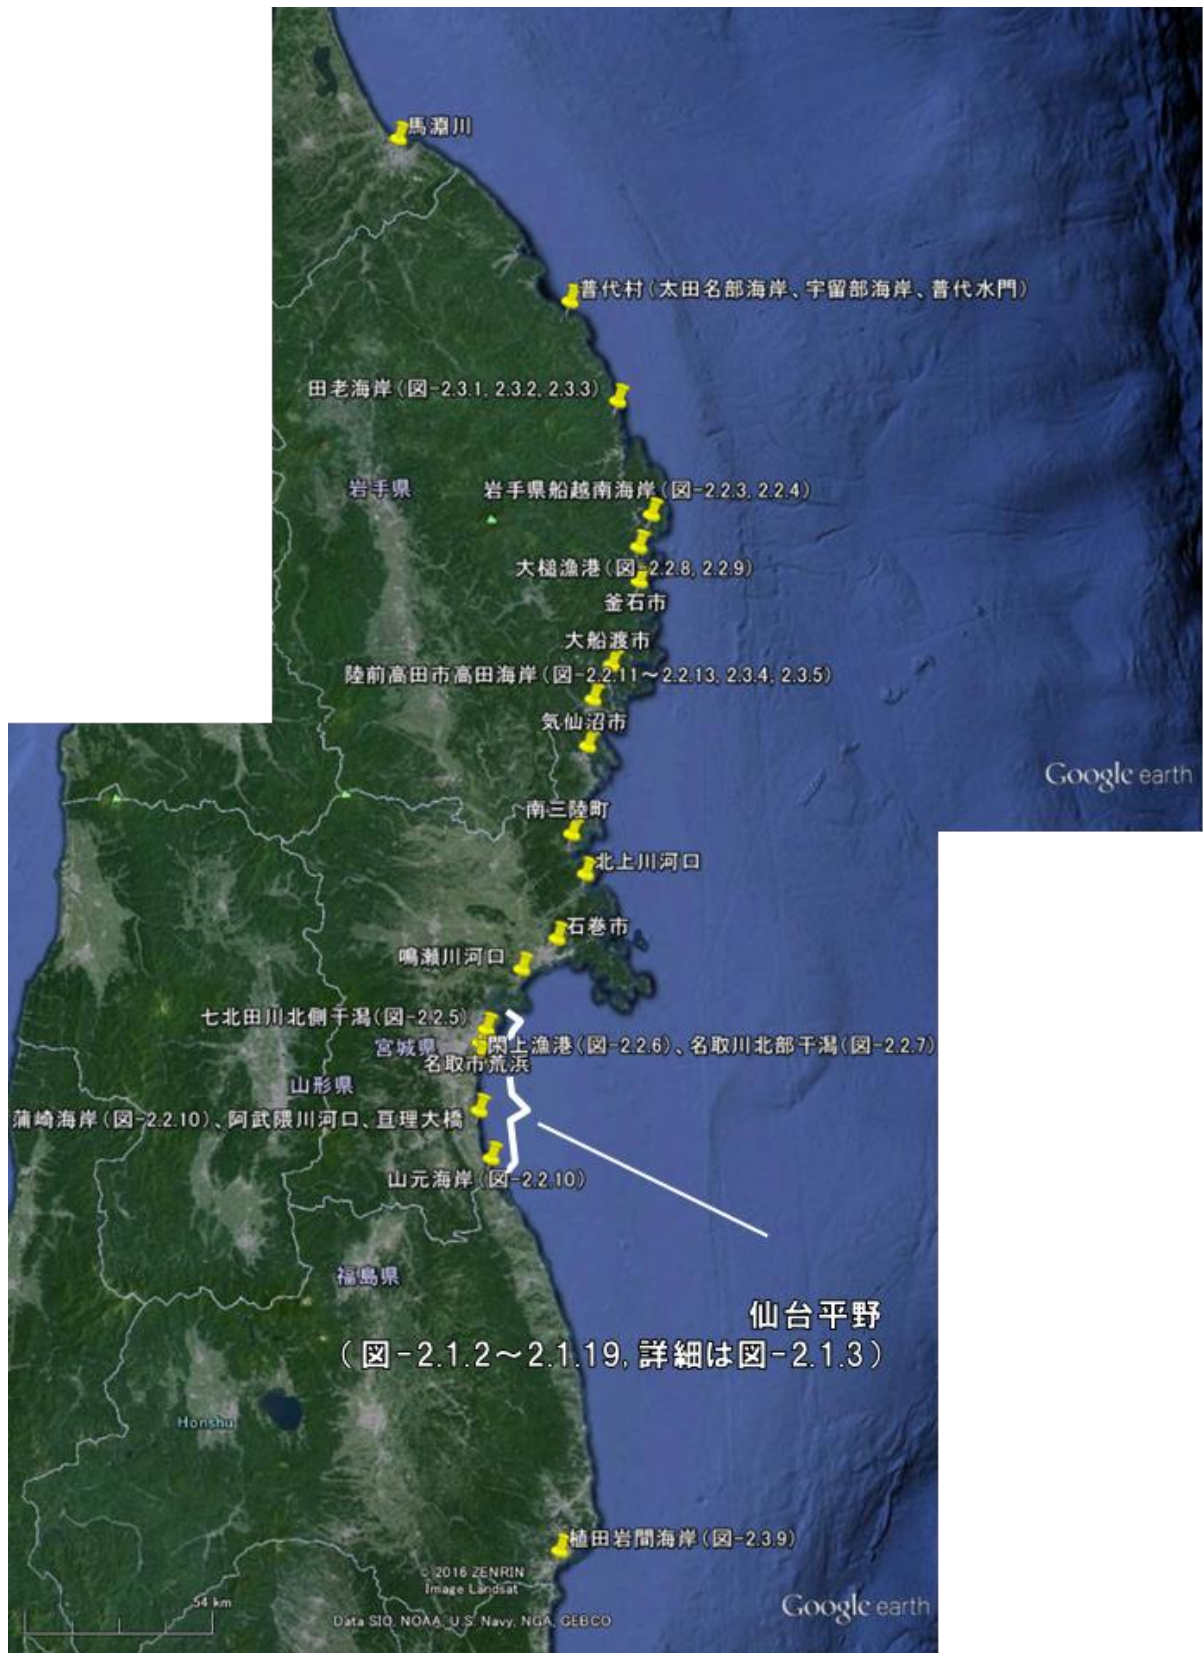 馬淵川
普代村(太田名部海岸、宇留部海岸、普代水門)
田老海岸(図-2.3.1, 2.3.2, 2.3.3)
岩手県
岩手県船越南海岸(図-2.2.3, 2.2.4)
大槌漁港(図-2.2.8, 2.2.9)
釜石市
大船渡市
陸前高田市高田海岸(図-2.2.11～2.2.13, 2.3.4, 2.3.5)
気仙沼市
Google earth
南三陸町
北上川河口
石巻市
鳴瀬川河口
七北田川北側干潟(図-2.2.5)
宮城県
閖上漁港(図-2.2.6)、名取川北部干潟(図-2.2.7)
名取市荒浜
山形県
蒲崎海岸(図-2.2.10)、阿武隈川河口、亘理大橋
山元海岸(図-2.2.10)
福島県
仙台平野
(図-2.1.2～2.1.19, 詳細は図-2.1.3)
Honshu
植田岩間海岸(図-2.3.9)
© 2016 ZENRIN
Image Landsat
54 km
Data SIO, NOAA, U.S. Navy, NGA, GEBCO
Google earth